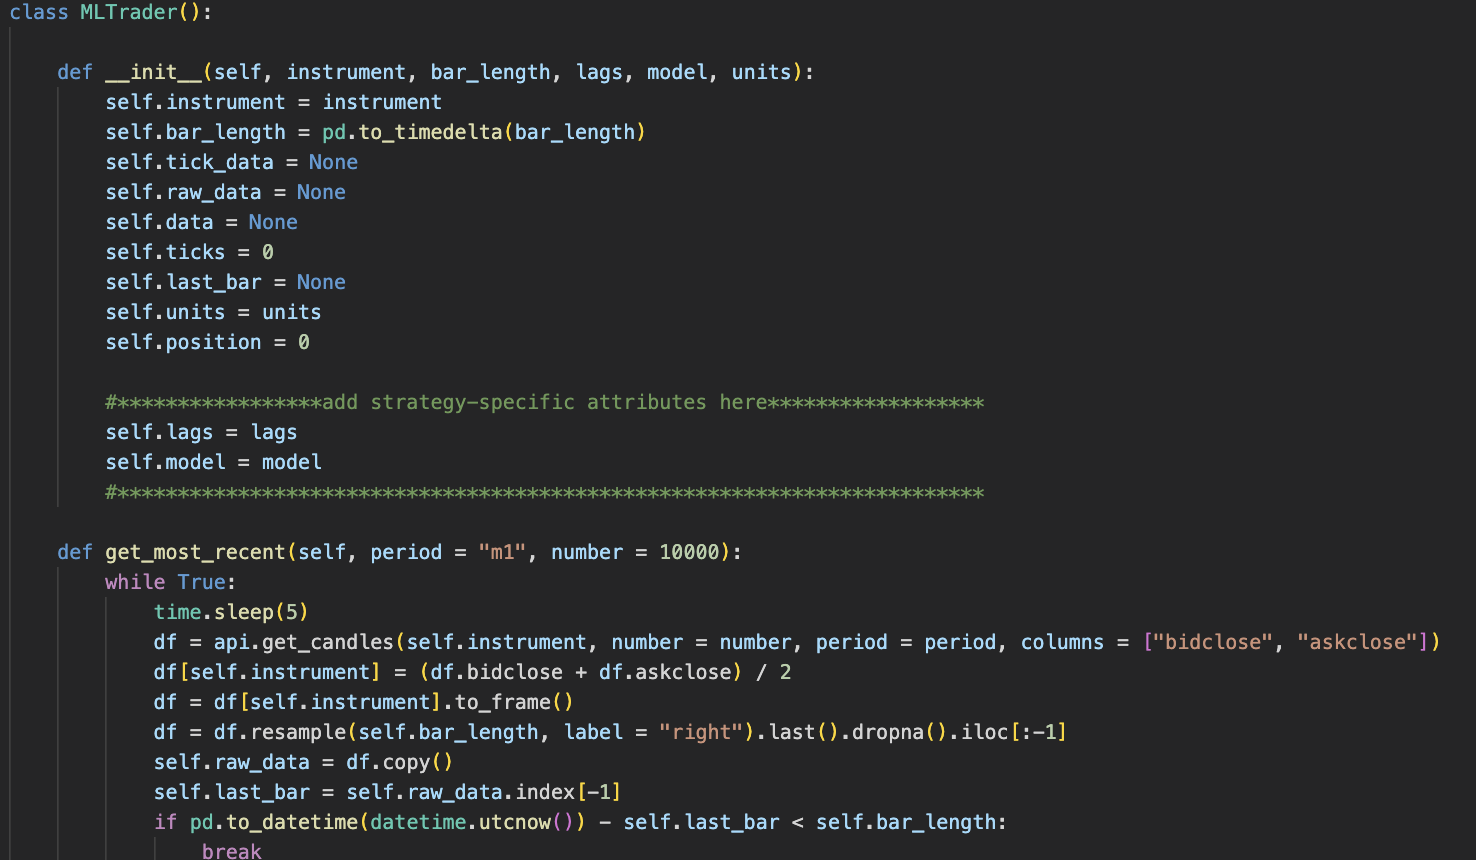 class MLTrader():
def __init__(self, instrument, bar_length, lags, model, units):
self.instrument = instrument
self.bar_length = pd.to_timedelta(bar_length)
self.tick_data = None
self.raw_data = None
self.data = None
self.ticks = 0
self.last_bar = None
self.units = units
self.position = 0
#*****************add strategy-specific attributes here******************
self.lags = lags
self.model = model
#************************************************************************
def get_most_recent(self, period = "m1", number = 10000):
while True:
time.sleep(5)
df = api.get_candles(self.instrument, number = number, period = period, columns = ["bidclose", "askclose"])
df[self.instrument] = (df.bidclose + df.askclose) / 2
df = df[self.instrument].to_frame()
df = df.resample(self.bar_length, label = "right").last().dropna().iloc[:-1]
self.raw_data = df.copy()
self.last_bar = self.raw_data.index[-1]
if pd.to_datetime(datetime.utcnow()) - self.last_bar < self.bar_length:
break